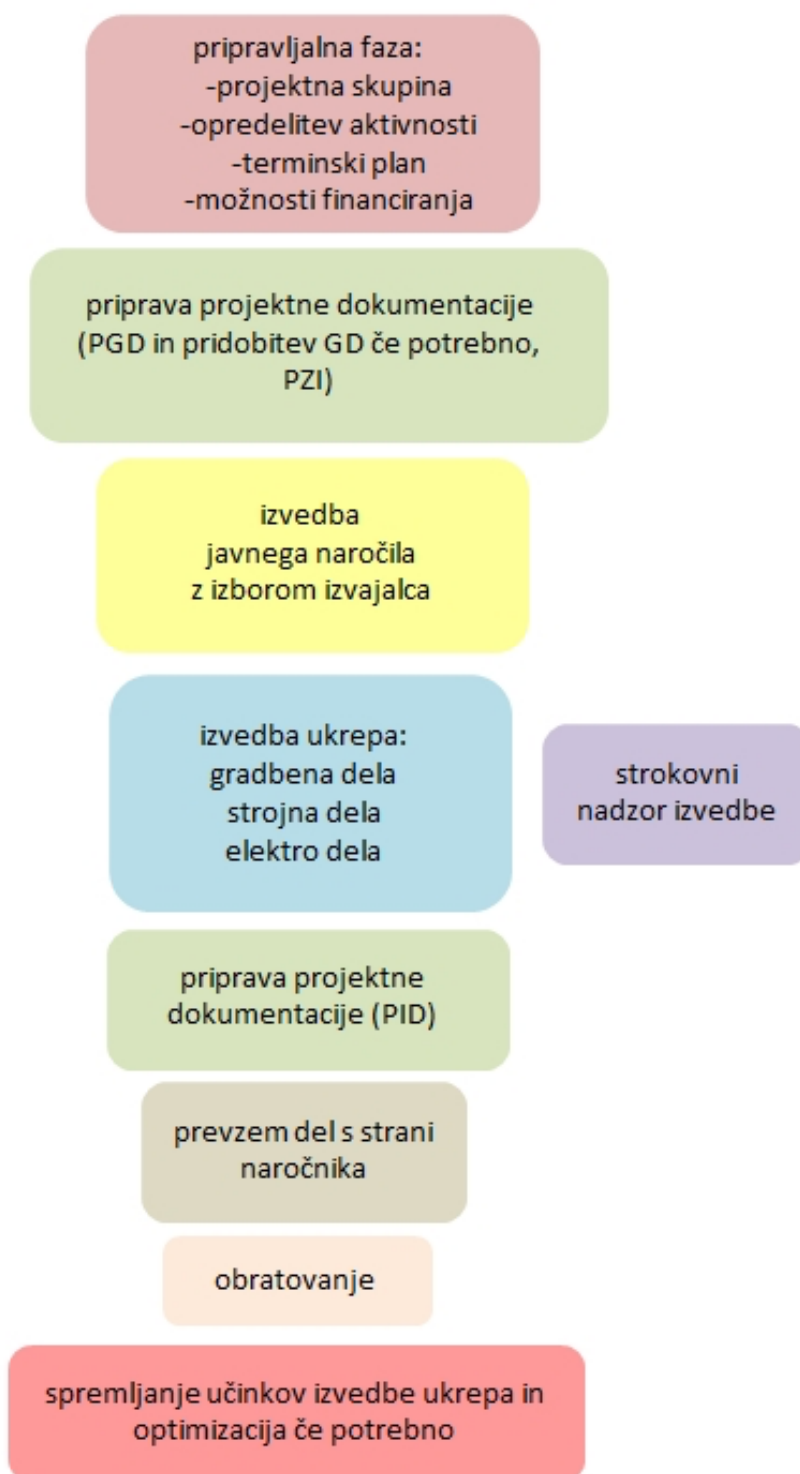 pripravljalna faza:
-projektna skupina
-opredelitev aktivnosti
-terminski plan
-možnosti financiranja
priprava projektne dokumentacije
(PGD in pridobitev GD če potrebno,
PZI)
izvedba
javnega naročila
z izborom izvajalca
izvedba ukrepa:
gradbena dela
strojna dela
elektro dela
strokovni
nadzor izvedbe
priprava projektne
dokumentacije (PID)
prevzem del s strani
naročnika
obratovanje
spremljanje učinkov izvedbe ukrepa in
optimizacija če potrebno